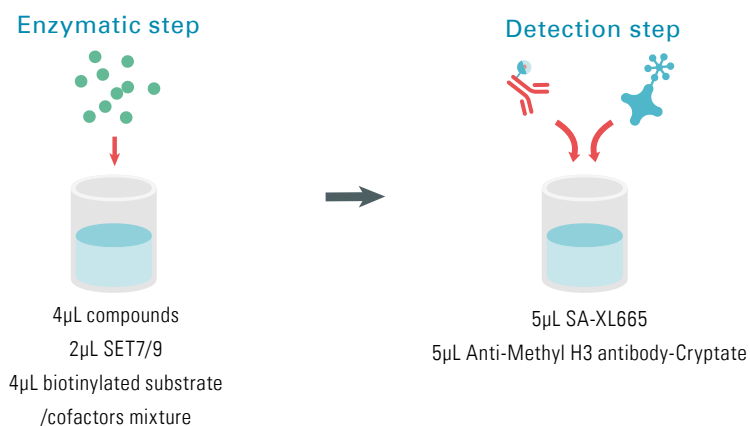 Enzymatic step
4µL compounds
2µL SET7/9
4µL biotinylated substrate
/cofactors mixture
Detection step
5µL SA-XL665
5µL Anti-Methyl H3 antibody-Cryptate